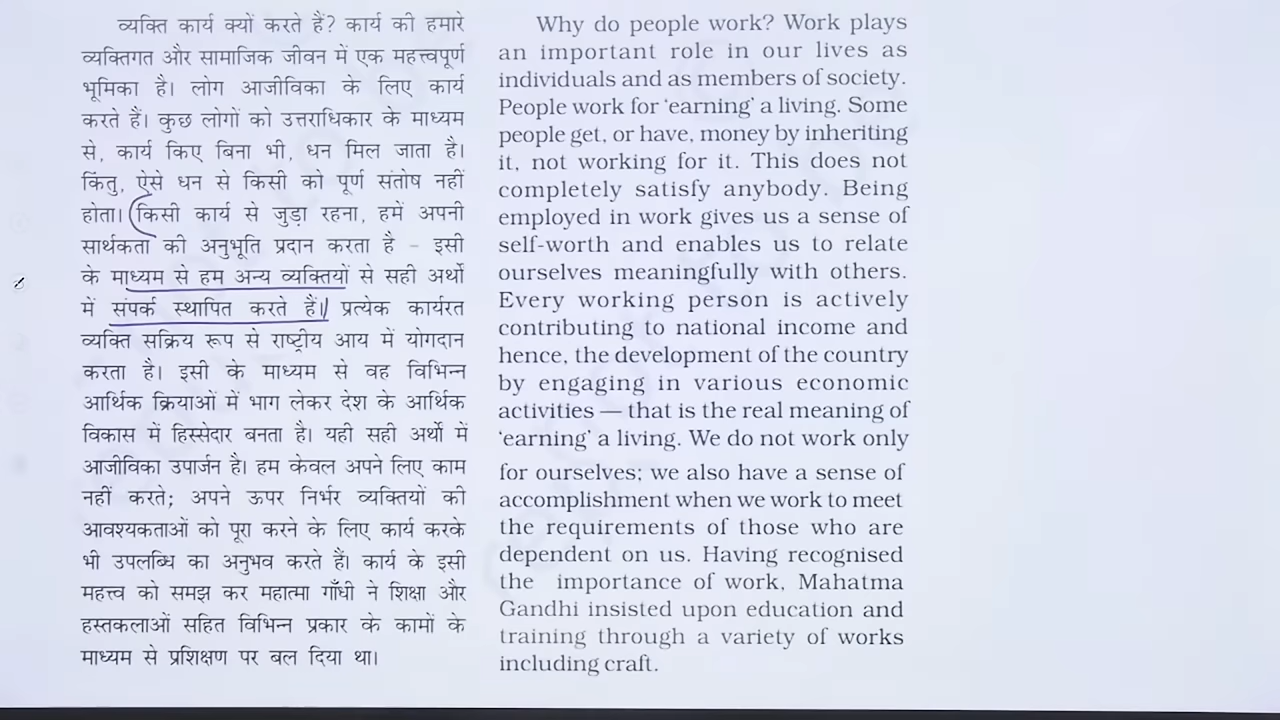 व्यक्ति कार्य क्यों करते हैं? कार्य की हमारे
व्यक्तिगत और सामाजिक जीवन में एक महत्त्वपूर्ण
भूमिका है। लोग आजीविका के लिए कार्य
करते हैं। कुछ लोगों को उत्तराधिकार के माध्यम
से, कार्य किए बिना भी, धन मिल जाता है।
किंतु, ऐसे धन से किसी को पूर्ण संतोष नहीं
होता। किसी कार्य से जुड़ा रहना, हमें अपनी
सार्थकता की अनुभूति प्रदान करता है – इसी
के माध्यम से हम अन्य व्यक्तियों से सही अर्थों
में संपर्क स्थापित करते हैं। प्रत्येक कार्यरत
व्यक्ति सक्रिय रूप से राष्ट्रीय आय में योगदान
करता है। इसी के माध्यम से वह विभिन्न
आर्थिक क्रियाओं में भाग लेकर देश के आर्थिक
विकास में हिस्सेदार बनता है। यही सही अर्थों में
आजीविका उपार्जन है। हम केवल अपने लिए काम
नहीं करते; अपने ऊपर निर्भर व्यक्तियों की
आवश्यकताओं को पूरा करने के लिए कार्य करके
भी उपलब्धि का अनुभव करते हैं। कार्य के इसी
महत्त्व को समझ कर महात्मा गाँधी ने शिक्षा और
हस्तकलाओं सहित विभिन्न प्रकार के कामों के
माध्यम से प्रशिक्षण पर बल दिया था।
Why do people work? Work plays
an important role in our lives as
individuals and as members of society.
People work for ‘earning’ a living. Some
people get, or have, money by inheriting
it, not working for it. This does not
completely satisfy anybody. Being
employed in work gives us a sense of
self-worth and enables us to relate
ourselves meaningfully with others.
Every working person is actively
contributing to national income and
hence, the development of the country
by engaging in various economic
activities — that is the real meaning of
‘earning’ a living. We do not work only
for ourselves; we also have a sense of
accomplishment when we work to meet
the requirements of those who are
dependent on us. Having recognised
the importance of work, Mahatma
Gandhi insisted upon education and
training through a variety of works
including craft.